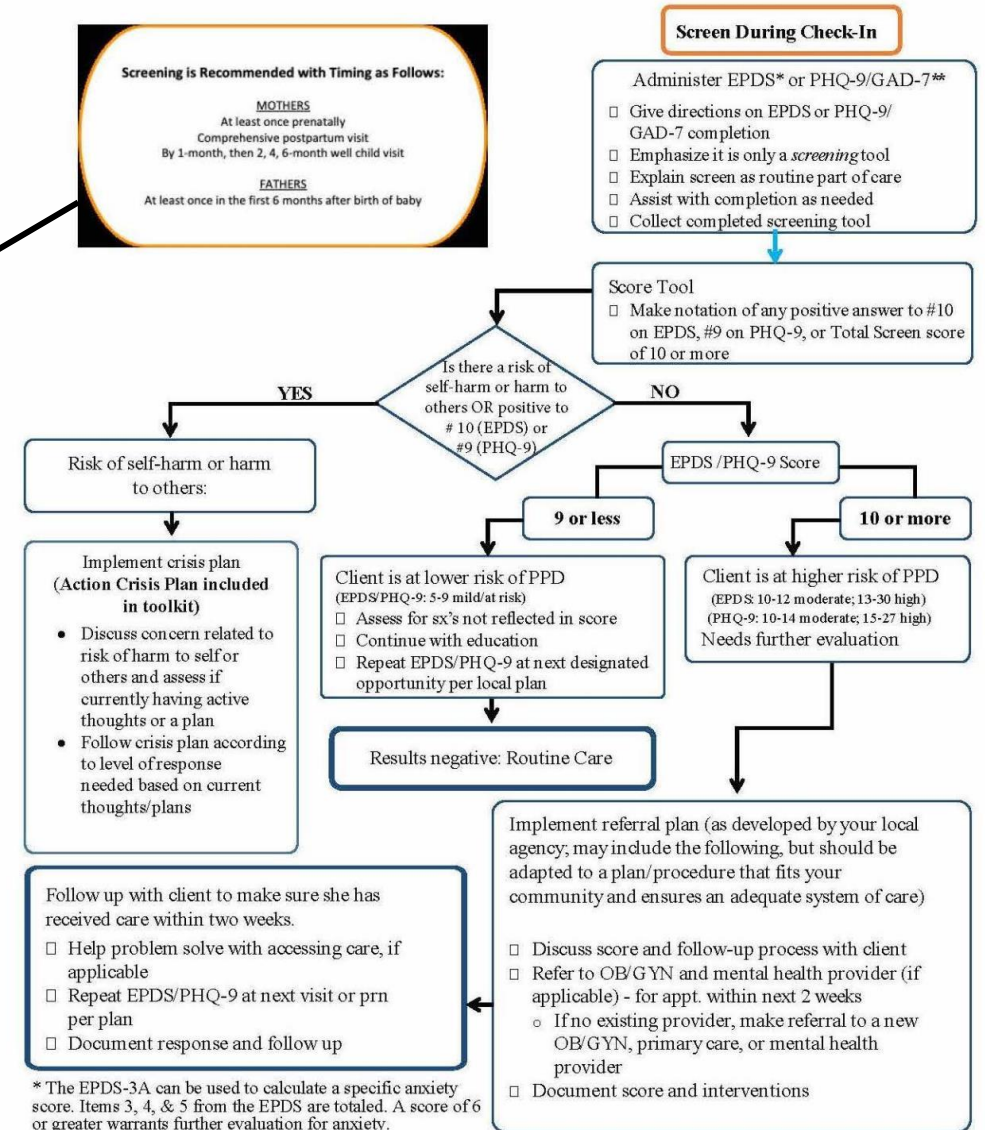 Screening is Recommended with Timing as Follows:
MOTHERS
At least once prenatally
Comprehensive postpartum visit
By 1-month, then 2, 4, 6-month well child visit
FATHERS
At least once in the first 6 months after birth of baby
Screen During Check-In
Administer EPDS* or PHQ-9/GAD-7**
□ Give directions on EPDS or PHQ-9/
GAD-7 completion
□ Emphasize it is only a screening tool
□ Explain screen as routine part of care
□ Assist with completion as needed
□ Collect completed screening tool
Score Tool
□ Make notation of any positive answer to #10
on EPDS, #9 on PHQ-9, or Total Screen score
of 10 or more
Is there a risk of
self-harm or harm to
others OR positive to
# 10 (EPDS) or
#9 (PHQ-9)
YES
NO
Risk of self-harm or harm
to others:
EPDS /PHQ-9 Score
9 or less
10 or more
Implement crisis plan
(Action Crisis Plan included
in toolkit)
• Discuss concern related to
risk of harm to self or
others and assess if
currently having active
thoughts or a plan
• Follow crisis plan according
to level of response
needed based on current
thoughts/plans
Client is at lower risk of PPD
(EPDS/PHQ-9: 5-9 mild/at risk)
□ Assess for sx's not reflected in score
□ Continue with education
□ Repeat EPDS/PHQ-9 at next designated
opportunity per local plan
Client is at higher risk of PPD
(EPDS: 10-12 moderate; 13-30 high)
(PHQ-9: 10-14 moderate; 15-27 high)
Needs further evaluation
Results negative: Routine Care
Implement referral plan (as developed by your local
agency; may include the following, but should be
adapted to a plan/procedure that fits your
community and ensures an adequate system of care)
□ Discuss score and follow-up process with client
□ Refer to OB/GYN and mental health provider (if
applicable) - for appt. within next 2 weeks
○ If no existing provider, make referral to a new
OB/GYN, primary care, or mental health
provider
□ Document score and interventions
Follow up with client to make sure she has
received care within two weeks.
□ Help problem solve with accessing care, if
applicable
□ Repeat EPDS/PHQ-9 at next visit or prn
per plan
□ Document response and follow up
* The EPDS-3A can be used to calculate a specific anxiety
score. Items 3, 4, & 5 from the EPDS are totaled. A score of 6
or greater warrants further evaluation for anxiety.